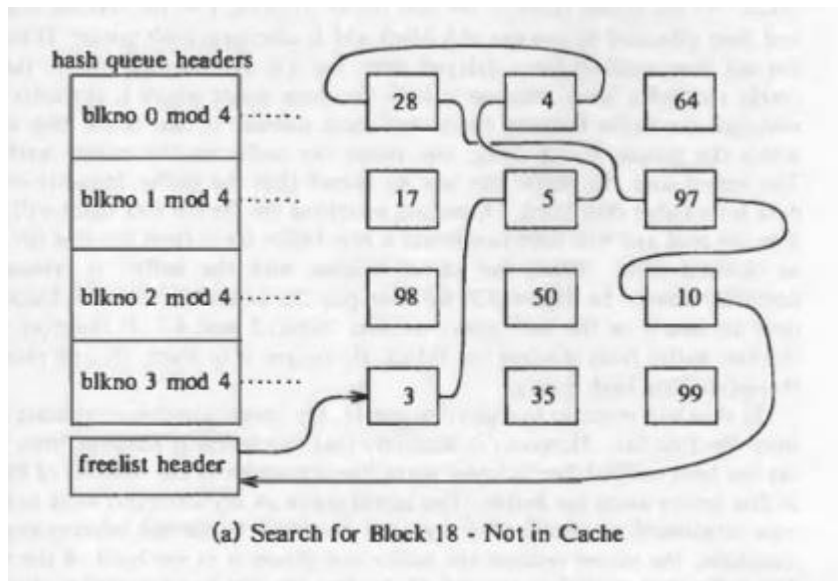 hash queue headers
blkno 0 mod 4 ······ 28 4 64
blkno 1 mod 4 ······ 17 5 97
blkno 2 mod 4 ······ 98 50 10
blkno 3 mod 4 ······ 3 35 99
freelist header
(a) Search for Block 18 - Not in Cache